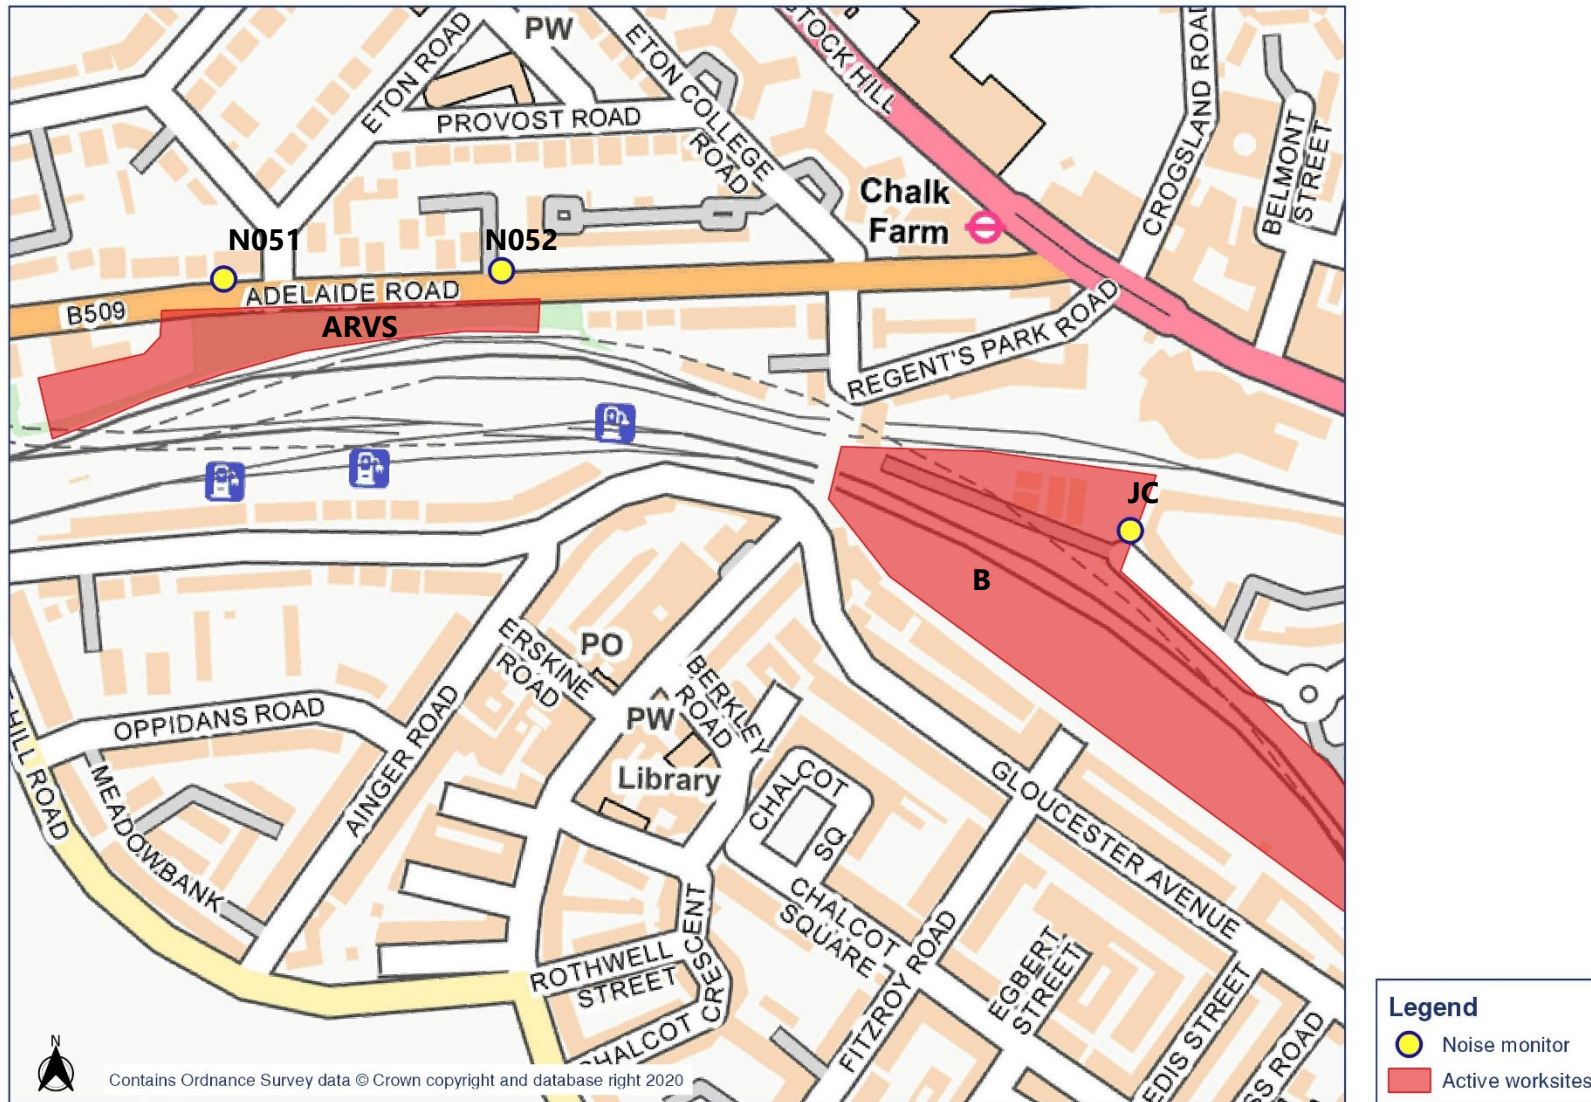 PW
ETON ROAD
ETON COLLEGE
ROAD
STOCK HILL
CROGSLAND ROAD
BELMONT
STREET
PROVOST ROAD
Chalk
Farm
N051
N052
ADELAIDE ROAD
B509
ARVS
REGENT'S PARK ROAD
JC
B
ERSKINE
ROAD
PO
BERKLEY
ROAD
PW
Library
OPPIDANS ROAD
HILL ROAD
MEADOWBANK
AINGER ROAD
CHALCOT
SQ
GLOUCESTER AVENUE
CHALCOT
SQUARE
ROTHWELL
STREET
CRESCENT
CHALCOT
FITZROY ROAD
EGBERT
STREET
EDIS STREET
SS ROAD
N
Contains Ordnance Survey data © Crown copyright and database right 2020
Legend
Noise monitor
Active worksites